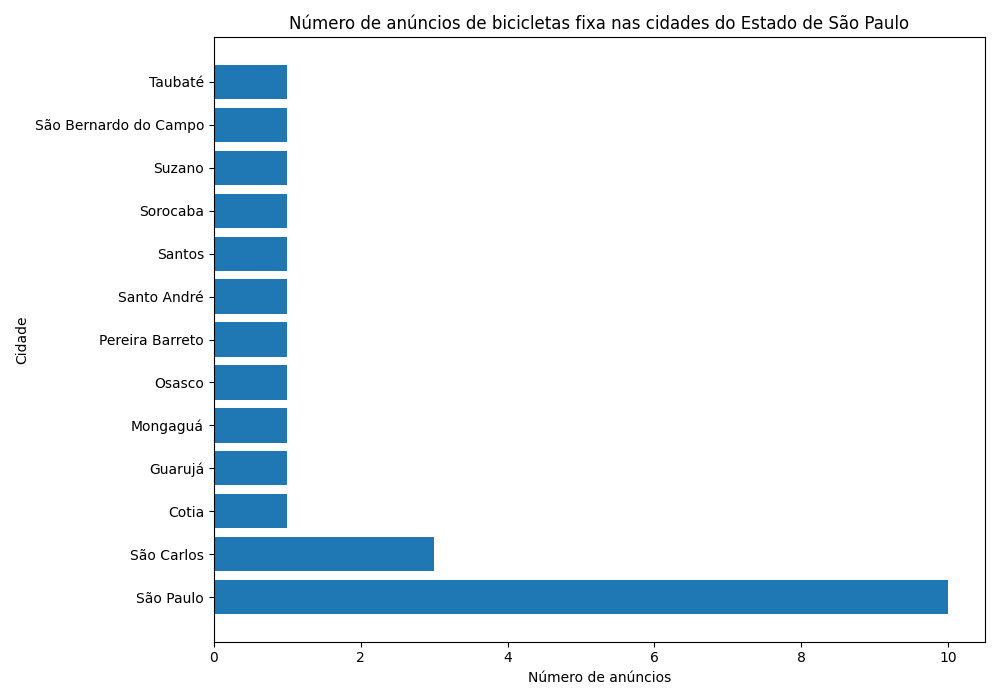 Número de anúncios de bicicletas fixa nas cidades do Estado de São Paulo
Taubaté
São Bernardo do Campo
Suzano
Sorocaba
Santos
Santo André
Pereira Barreto
Osasco
Mongaguá
Guarujá
Cotia
São Carlos
São Paulo
Cidade
0 2 4 6 8 10
Número de anúncios